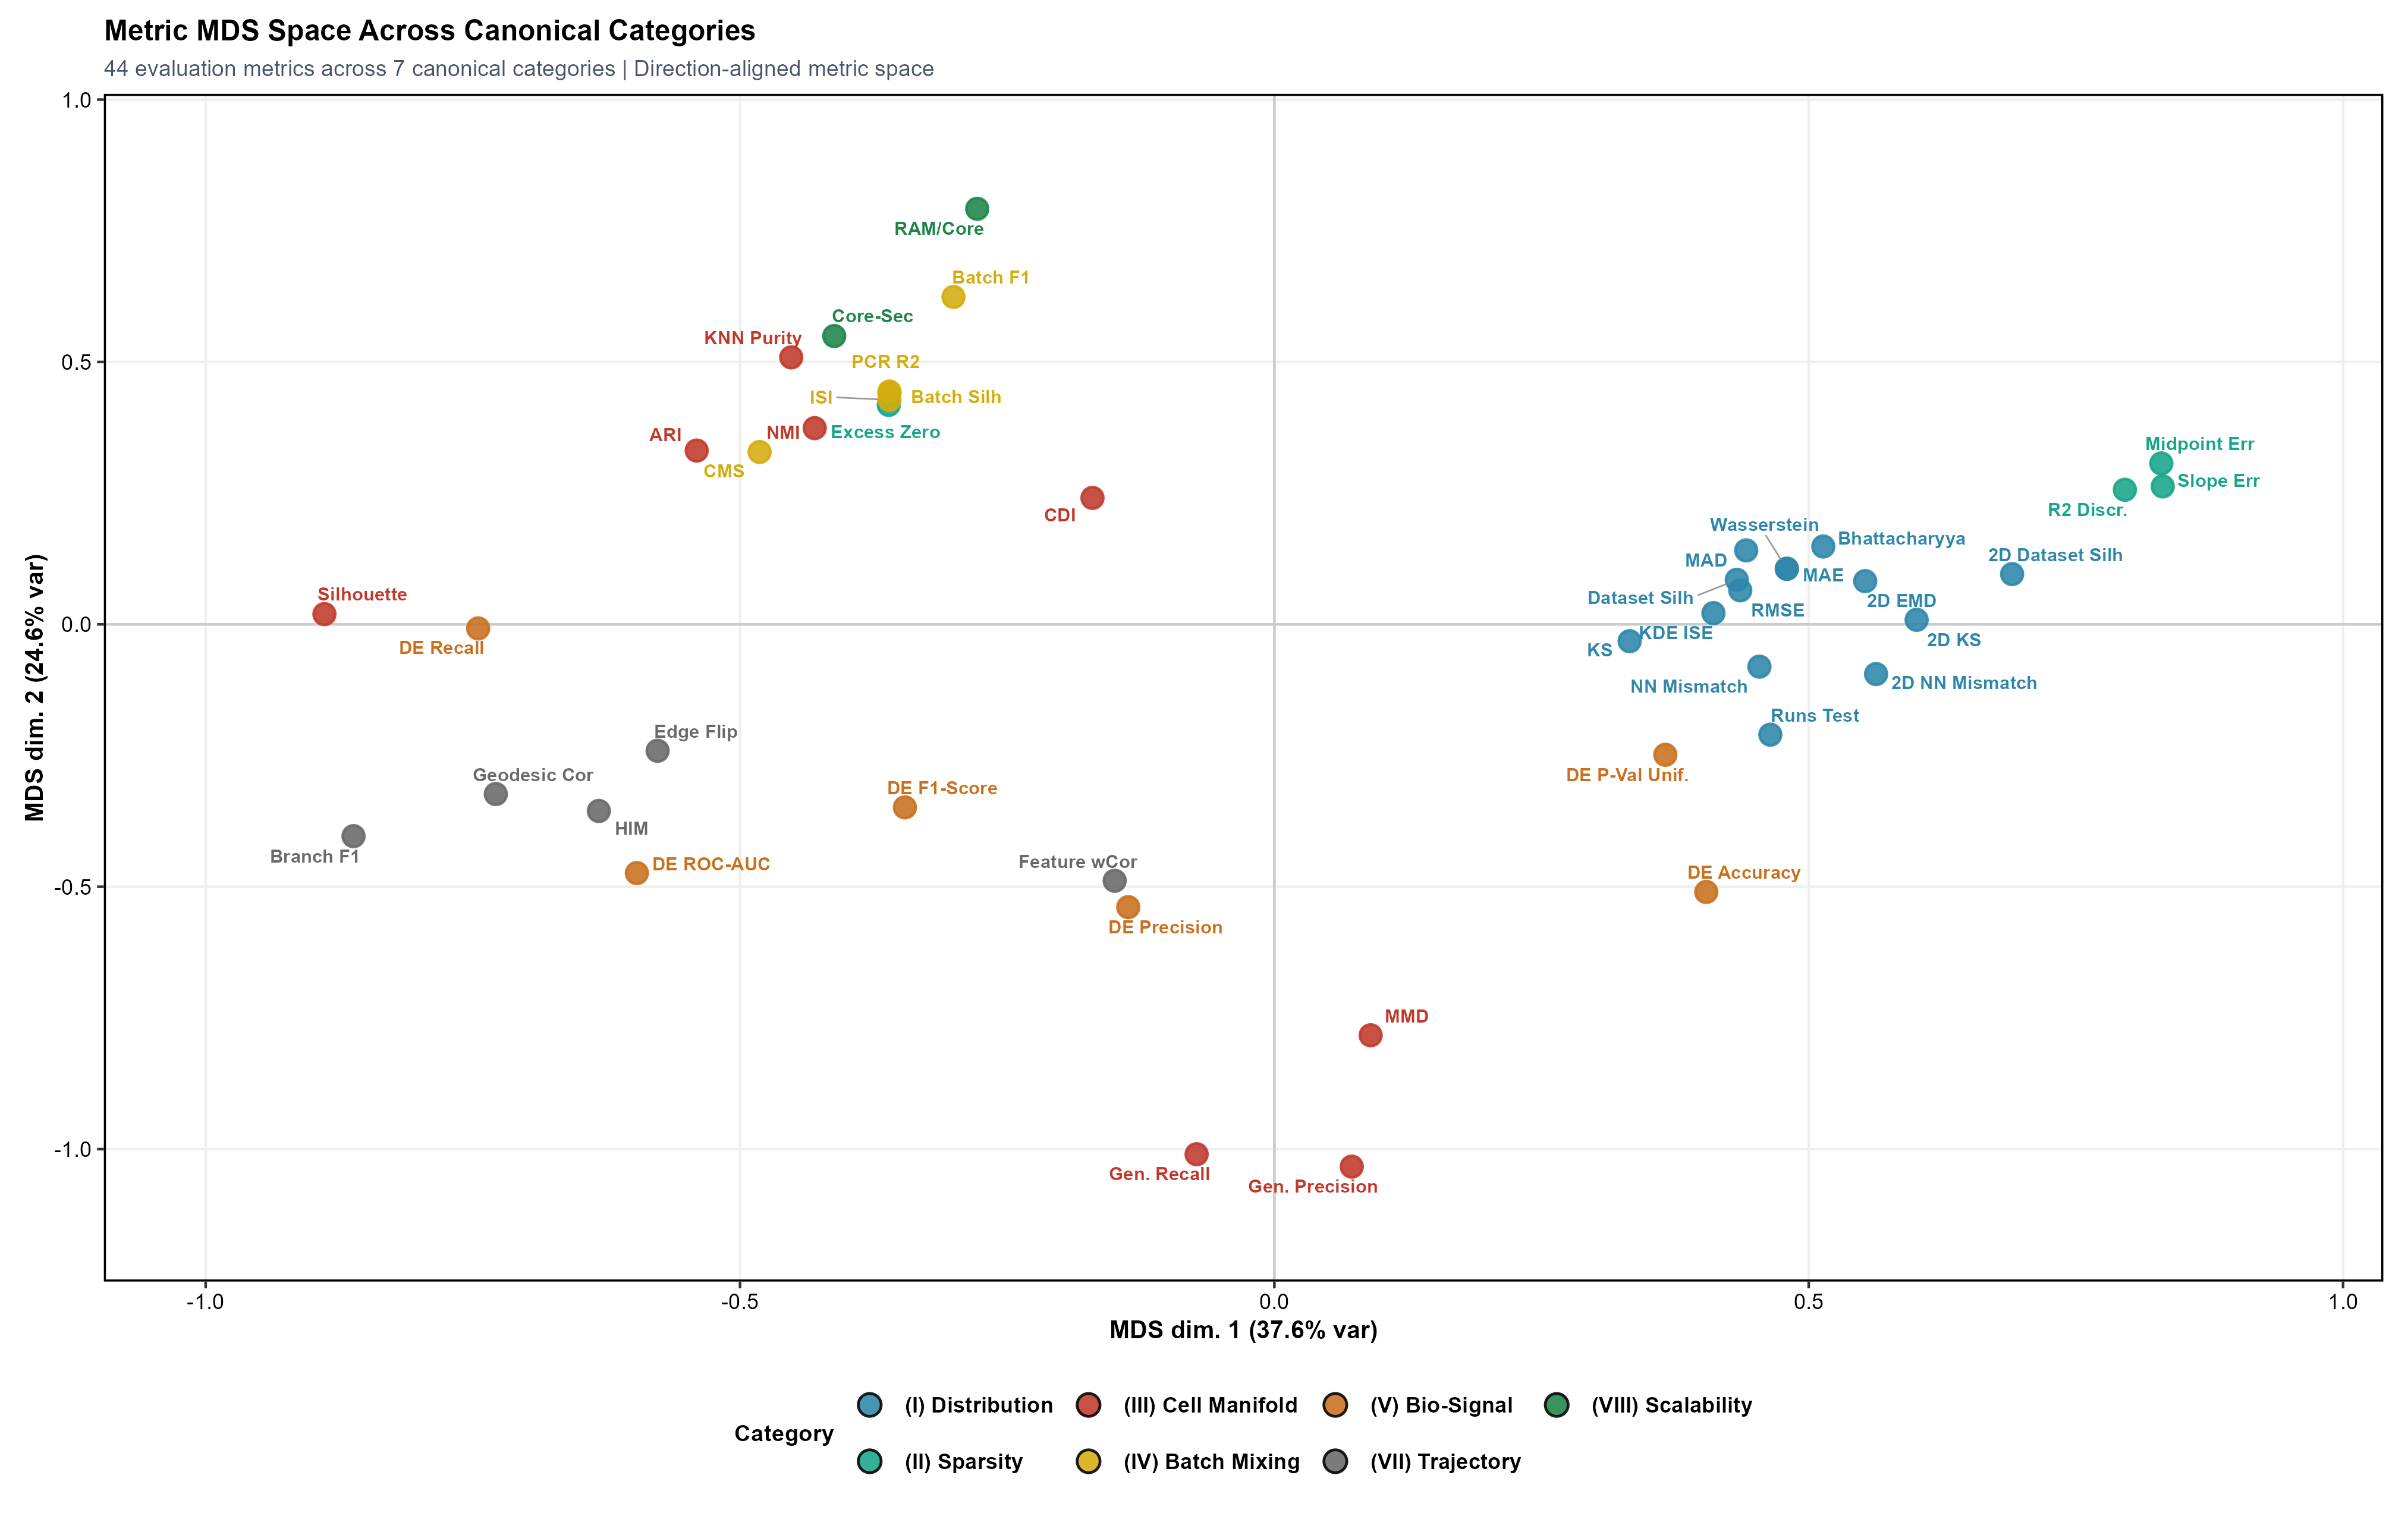 Metric MDS Space Across Canonical Categories
44 evaluation metrics across 7 canonical categories | Direction-aligned metric space
1.0
0.5
0.0
-0.5
-1.0
MDS dim. 2 (24.6% var)
RAM/Core
Batch F1
Core-Sec
KNN Purity
PCR R2
ISI
Batch Silh
ARI
NMI
Excess Zero
CMS
CDI
Midpoint Err
Slope Err
R2 Discr.
Wasserstein
Bhattacharyya
MAD
2D Dataset Silh
MAE
Dataset Silh
2D EMD
RMSE
KDE ISE
2D KS
KS
NN Mismatch
2D NN Mismatch
Runs Test
Silhouette
DE Recall
Edge Flip
Geodesic Cor
HIM
Branch F1
DE F1-Score
DE ROC-AUC
Feature wCor
DE Precision
DE P-Val Unif.
DE Accuracy
MMD
Gen. Recall
Gen. Precision
-1.0
-0.5
0.0
0.5
1.0
MDS dim. 1 (37.6% var)
Category
(I) Distribution
(III) Cell Manifold
(V) Bio-Signal
(VIII) Scalability
(II) Sparsity
(IV) Batch Mixing
(VII) Trajectory